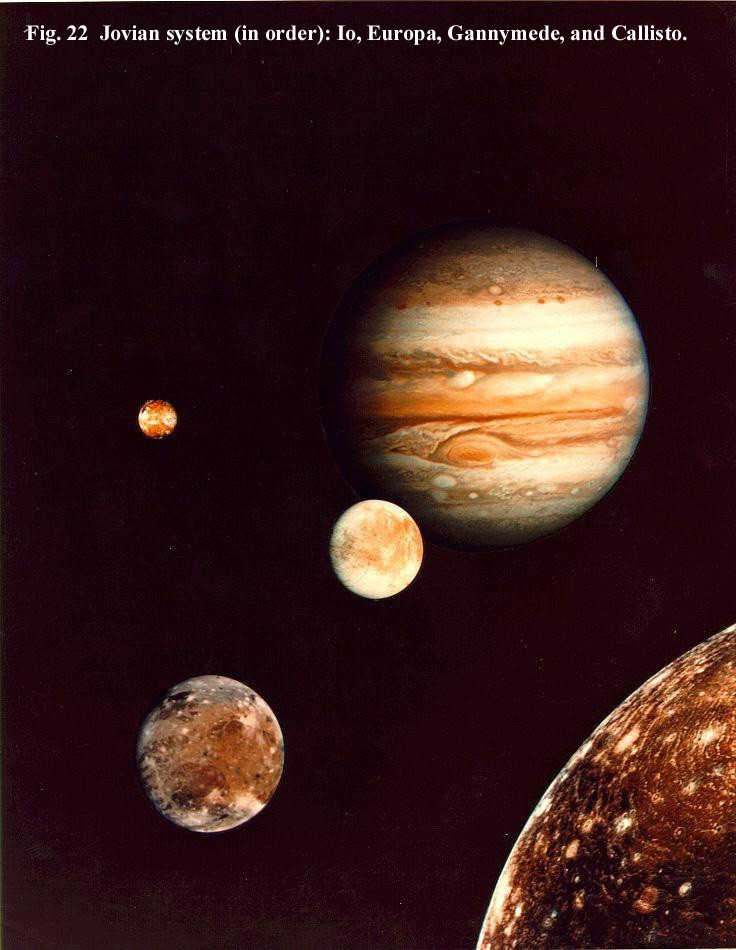 Fig. 22 Jovian system (in order): Io, Europa, Gannymede, and Callisto.